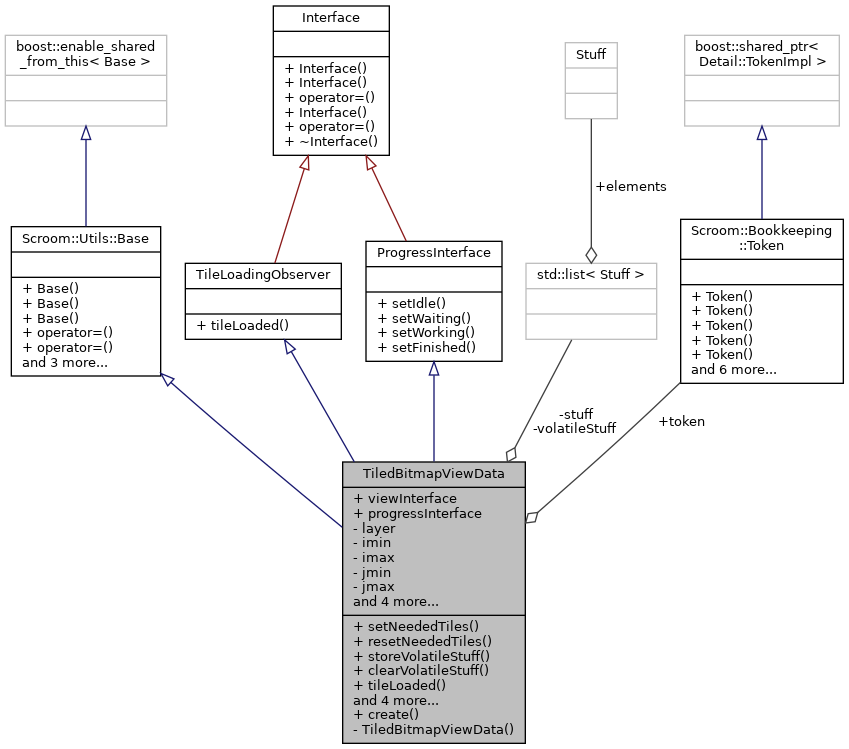 boost::enable_shared
_from_this< Base >
Interface
+ Interface()
+ Interface()
+ operator=()
+ Interface()
+ operator=()
+ ~Interface()
Stuff
boost::shared_ptr<
Detail::TokenImpl >
+elements
Scroom::Utils::Base
+ Base()
+ Base()
+ Base()
+ operator=()
+ operator=()
and 3 more...
TileLoadingObserver
+ tileLoaded()
ProgressInterface
+ setIdle()
+ setWaiting()
+ setWorking()
+ setFinished()
std::list< Stuff >
Scroom::Bookkeeping
::Token
+ Token()
+ Token()
+ Token()
+ Token()
+ Token()
and 6 more...
-stuff
-volatileStuff
+token
TiledBitmapViewData
+ viewInterface
+ progressInterface
- layer
- imin
- imax
- jmin
- jmax
and 4 more...
+ setNeededTiles()
+ resetNeededTiles()
+ storeVolatileStuff()
+ clearVolatileStuff()
+ tileLoaded()
and 4 more...
+ create()
- TiledBitmapViewData()